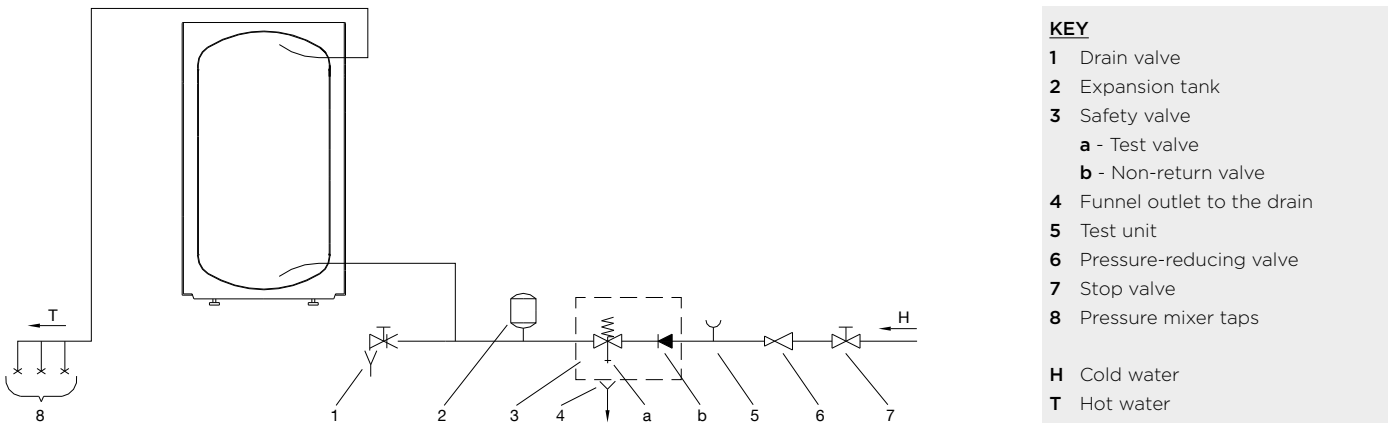 T
8
1
2
3
4
a
b
5
6
7
H
KEY
1 Drain valve
2 Expansion tank
3 Safety valve
a - Test valve
b - Non-return valve
4 Funnel outlet to the drain
5 Test unit
6 Pressure-reducing valve
7 Stop valve
8 Pressure mixer taps
H Cold water
T Hot water